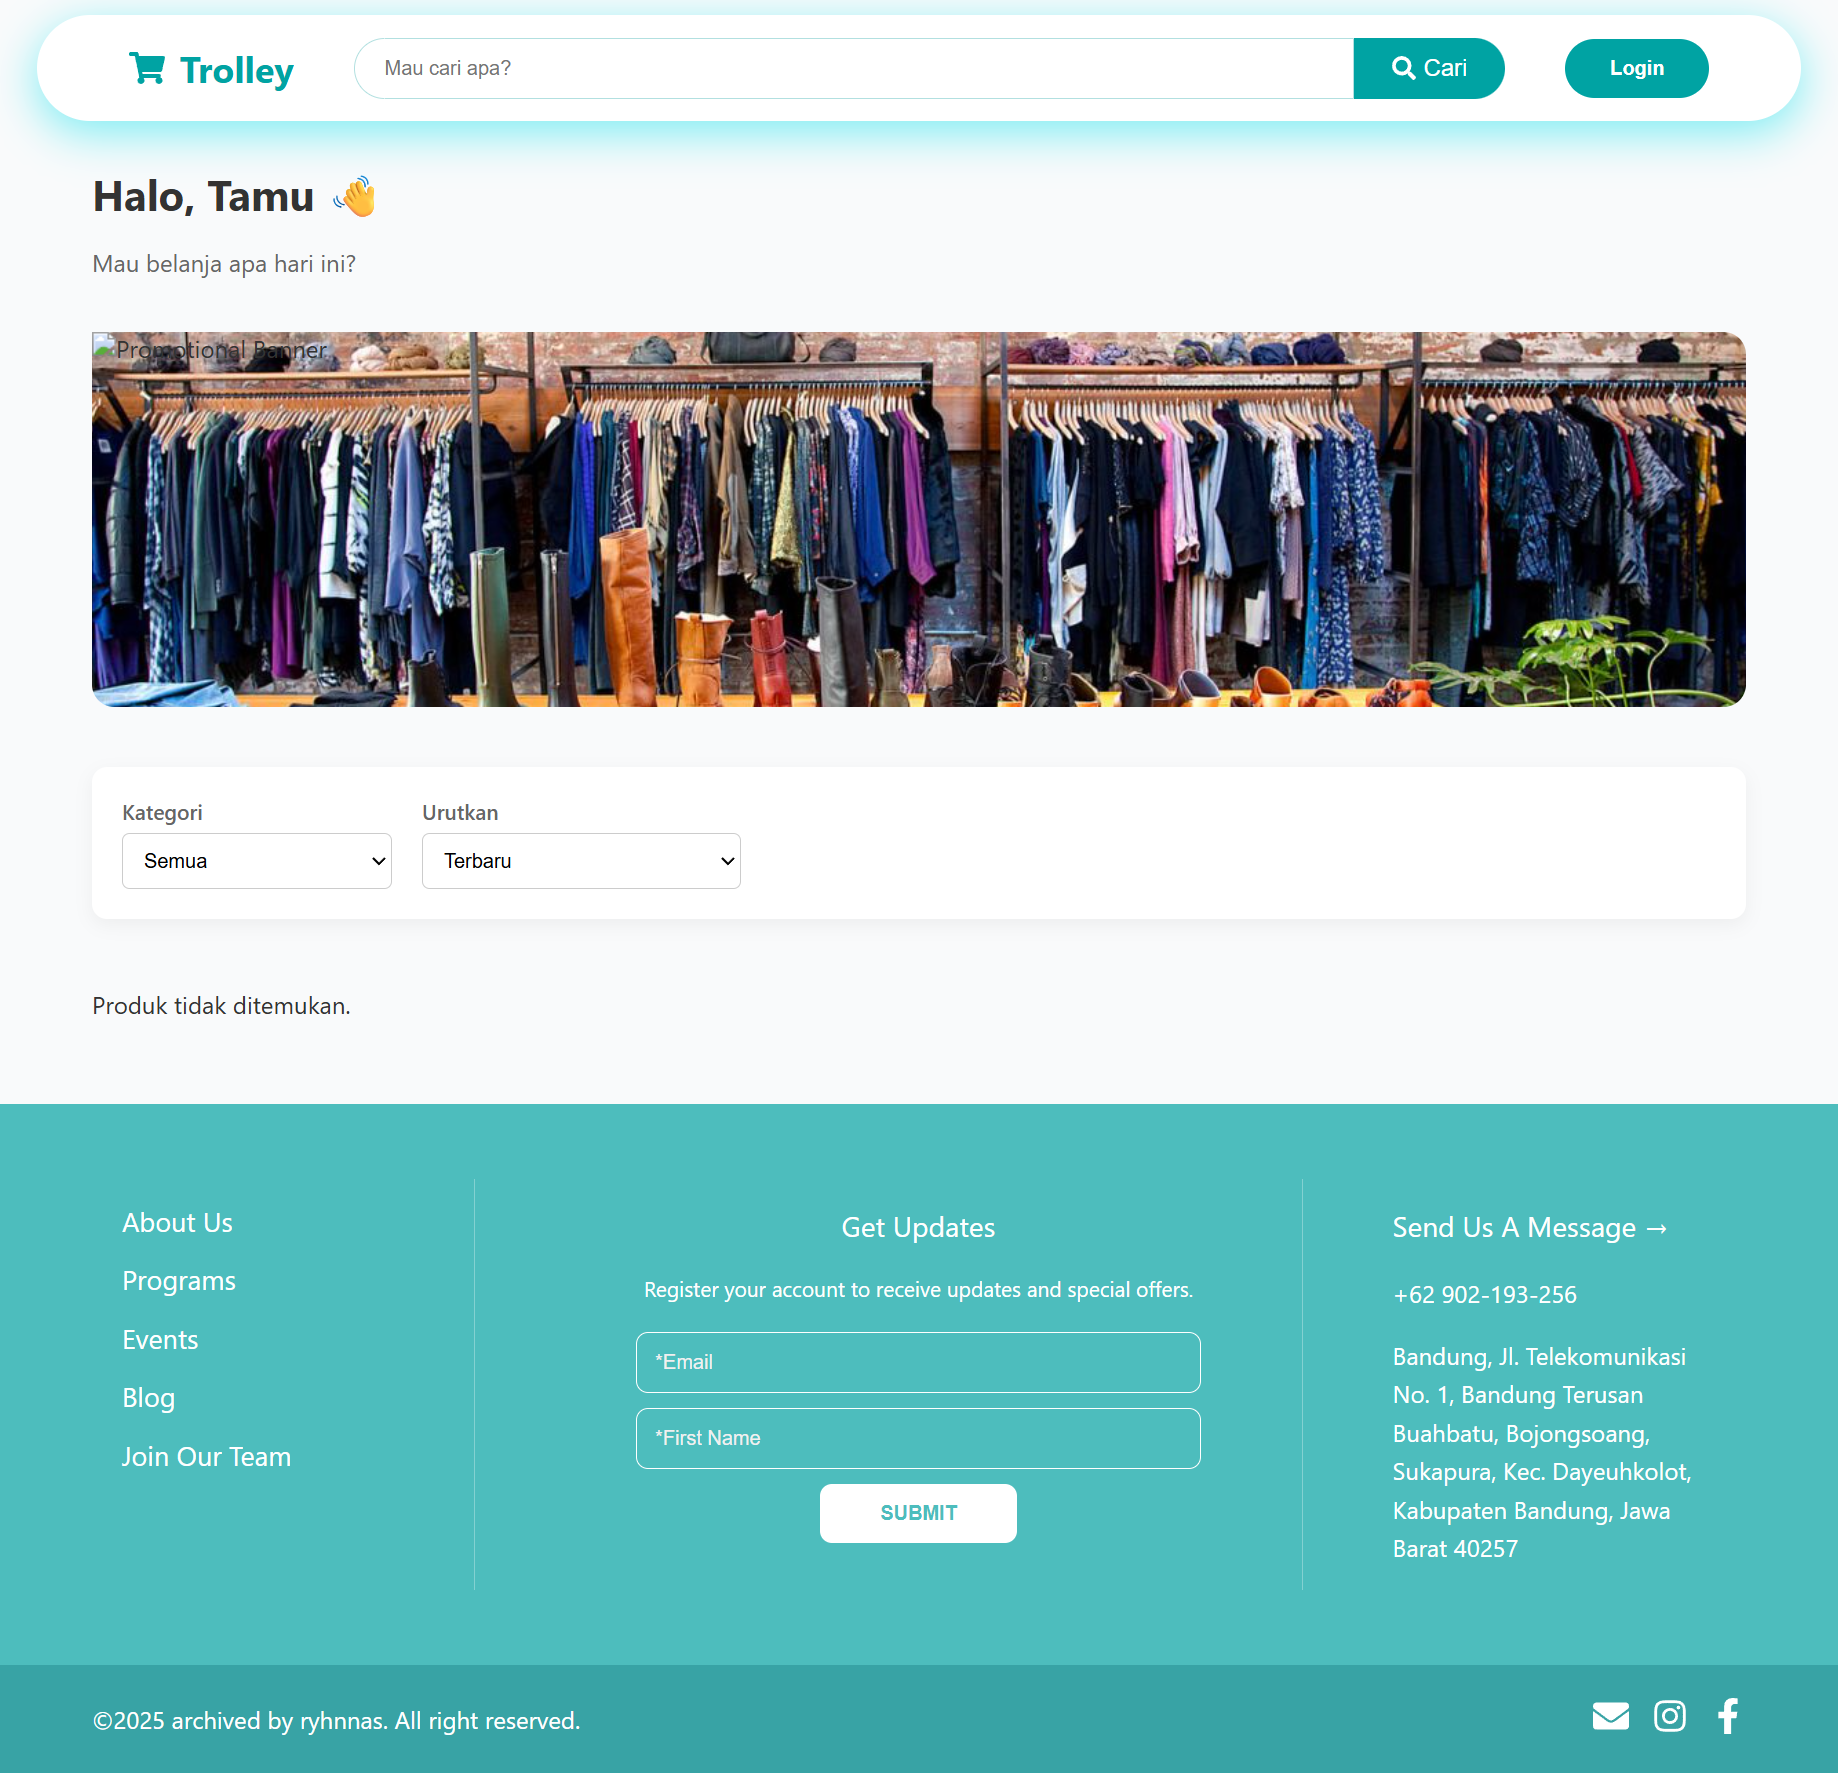 Trolley
Mau cari apa?
Cari
Login
Halo, Tamu 👋
Mau belanja apa hari ini?
Promotional Banner
Kategori
Urutkan
Semua
Terbaru
Produk tidak ditemukan.
About Us
Programs
Events
Blog
Join Our Team
Get Updates
Register your account to receive updates and special offers.
*Email
*First Name
SUBMIT
Send Us A Message →
+62 902-193-256
Bandung, Jl. Telekomunikasi
No. 1, Bandung Terusan
Buahbatu, Bojongsoang,
Sukapura, Kec. Dayeuhkolot,
Kabupaten Bandung, Jawa
Barat 40257
©2025 archived by ryhnnas. All right reserved.